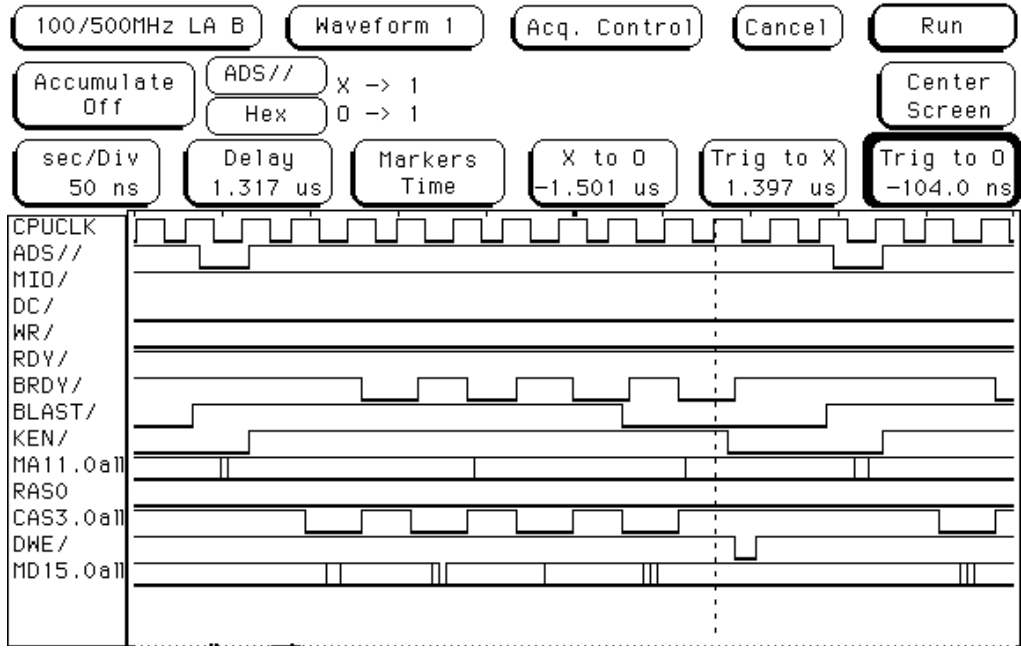 100/500MHz LA B Waveform 1 Acq. Control Cancel Run
Accumulate Off
ADS// X -> 1
Hex O -> 1
Center Screen
sec/Div 50 ns
Delay 1.317 us
Markers Time
X to O -1.501 us
Trig to X 1.397 us
Trig to O -104.0 ns
CPUCLK
ADS//
MIO/
DC/
WR/
RDY/
BRDY/
BLAST/
KEN/
MA11.0all
RAS0
CAS3.0all
DWE/
MD15.0all